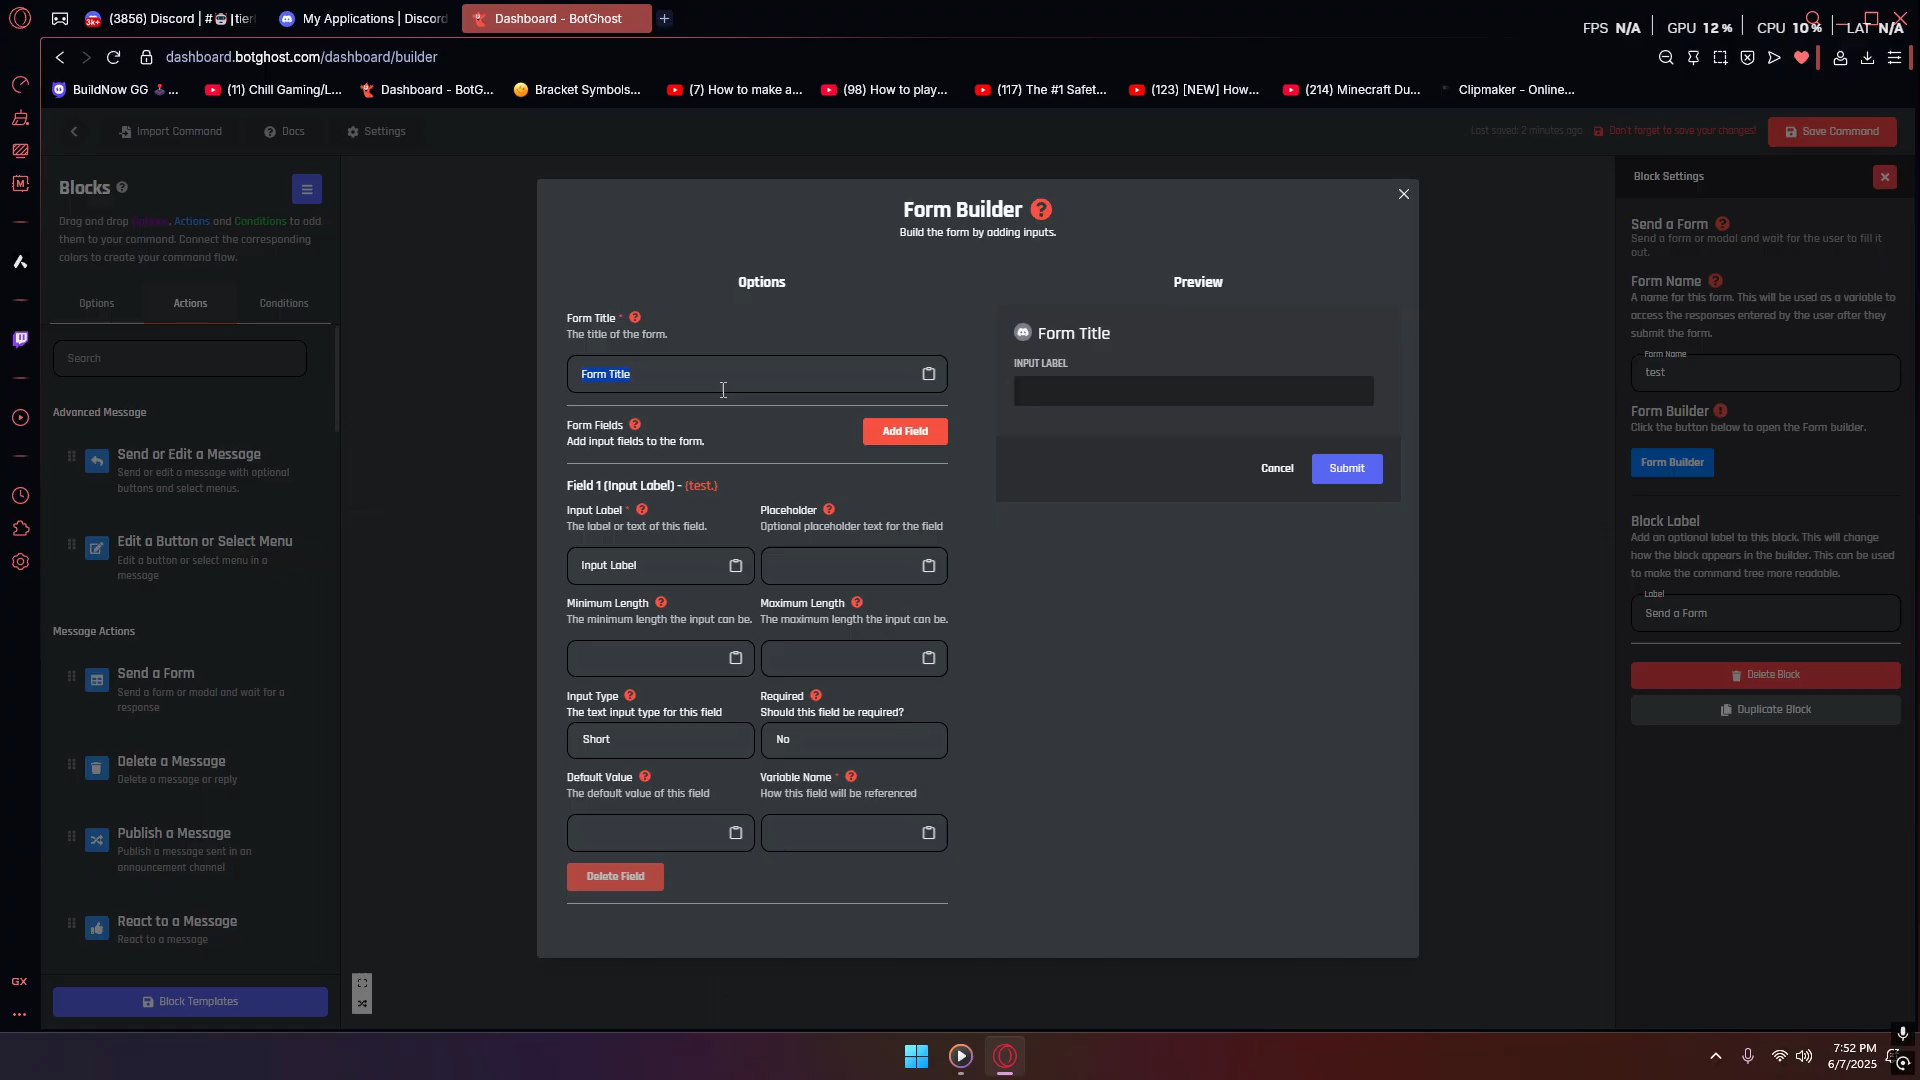 (3856) Discord | #
|tier
My Applications | Discord
Dashboard - BotGhost
FPS N/A
GPU 12 %
CPU 10 %
LAT N/A
dashboard.botghost.com/dashboard/builder
BuildNow GG
...
(11) Chill Gaming/L...
Dashboard - BotG...
Bracket Symbols...
(7) How to make a...
(98) How to play...
(117) The #1 Safet...
(123) [NEW] How...
(214) Minecraft Du...
Clipmaker - Online...
Import Command
Docs
Settings
Last saved: 2 minutes ago
Don't forget to save your changes!
Save Command
Blocks
Drag and drop Options, Actions and Conditions to add
them to your command. Connect the corresponding
colors to create your command flow.
Options
Actions
Conditions
Search
Advanced Message
Send or Edit a Message
Send or edit a message with optional
buttons and select menus.
Edit a Button or Select Menu
Edit a button or select menu in a
message
Message Actions
Send a Form
Send a form or modal and wait for a
response
Delete a Message
Delete a message or reply
Publish a Message
Publish a message sent in an
announcement channel
React to a Message
React to a message
Block Templates
GX
Form Builder
Build the form by adding inputs.
Options
Form Title *
The title of the form.
Form Title
Form Fields
Add input fields to the form.
Add Field
Field 1 (Input Label) - {test.}
Input Label *
The label or text of this field.
Placeholder
Optional placeholder text for the field
Input Label
Minimum Length
The minimum length the input can be.
Maximum Length
The maximum length the input can be.
Input Type
The text input type for this field
Required
Should this field be required?
Short
No
Default Value
The default value of this field
Variable Name *
How this field will be referenced
Delete Field
Preview
Form Title
INPUT LABEL
Cancel
Submit
Block Settings
Send a Form
Send a form or modal and wait for the user to fill it
out.
Form Name
A name for this form. This will be used as a variable to
access the responses entered by the user after they
submit the form.
Form Name
test
Form Builder
Click the button below to open the Form builder.
Form Builder
Block Label
Add an optional label to this block. This will change
how the block appears in the builder. This can be used
to make the command tree more readable.
Label
Send a Form
Delete Block
Duplicate Block
7:52 PM
6/7/2025